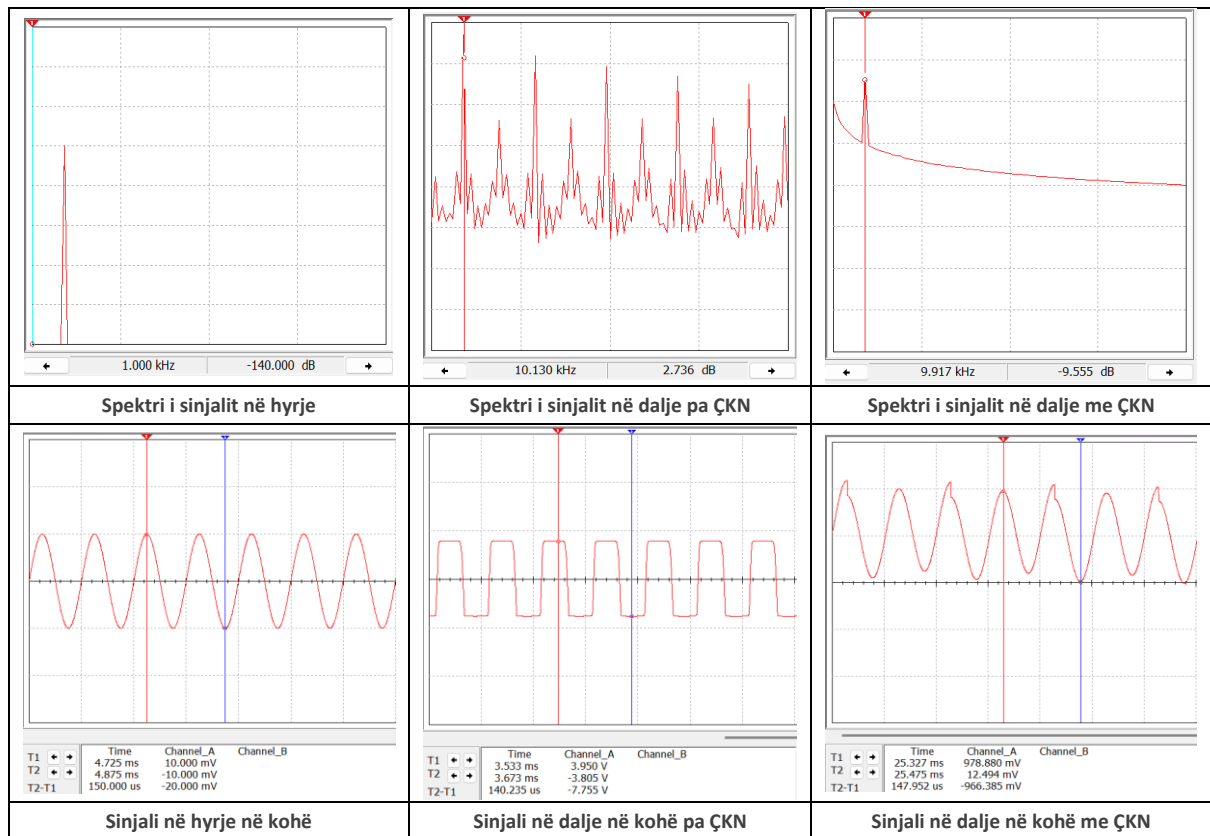 1
1
1
1.000 kHz -140.000 dB
10.130 kHz 2.736 dB
9.917 kHz -9.555 dB
Spektri i sinjalit në hyrje
Spektri i sinjalit në dalje pa ÇKN
Spektri i sinjalit në dalje me ÇKN
Time Channel_A Channel_B
T1 4.725 ms 10.000 mV
T2 4.875 ms -10.000 mV
T2-T1 150.000 us -20.000 mV
Time Channel_A Channel_B
T1 3.533 ms 3.950 V
T2 3.673 ms -3.805 V
T2-T1 140.235 us -7.755 V
Time Channel_A Channel_B
T1 25.327 ms 978.880 mV
T2 25.475 ms 12.494 mV
T2-T1 147.952 us -966.385 mV
Sinjali në hyrje në kohë
Sinjali në dalje në kohë pa ÇKN
Sinjali në dalje në kohë me ÇKN